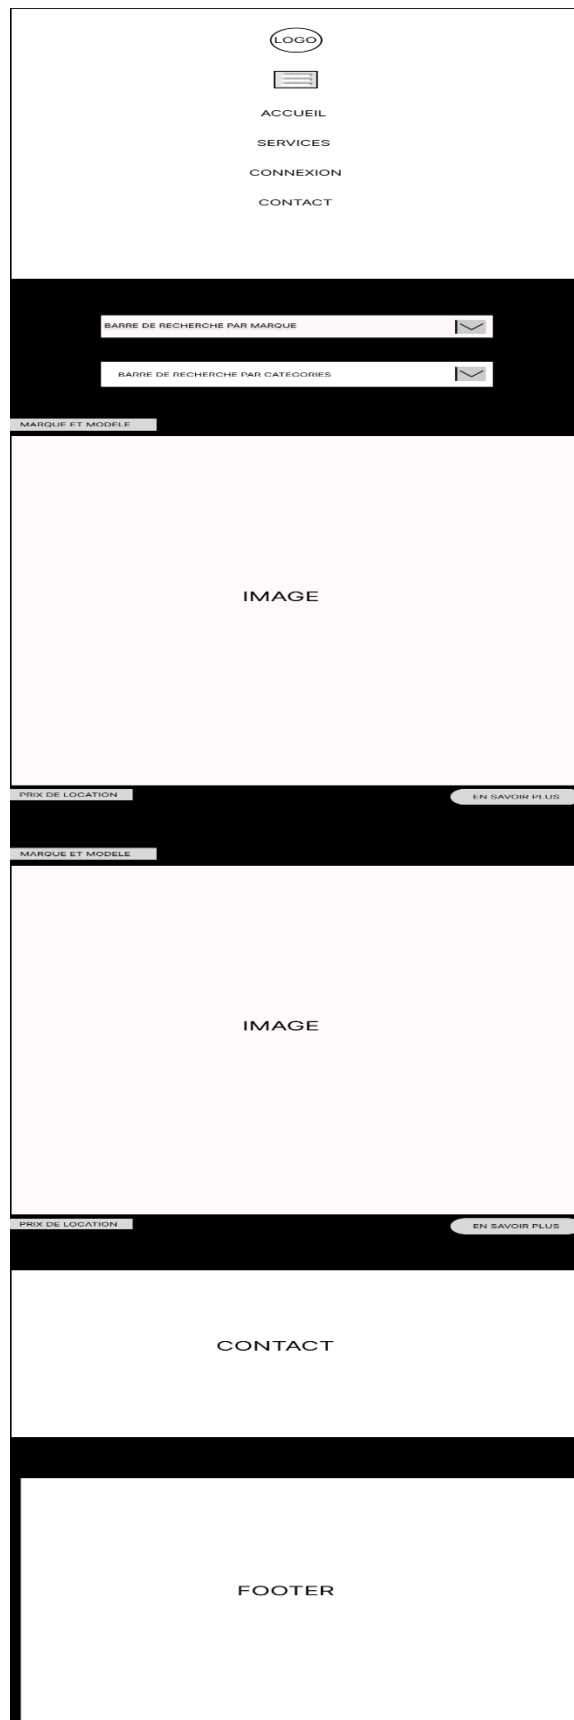 LOGO
ACCUEIL
SERVICES
CONNEXION
CONTACT
BARRE DE RECHERCHE PAR MARQUE
BARRE DE RECHERCHE PAR CATEGORIES
MARQUE ET MODELE
IMAGE
PRIX DE LOCATION
EN SAVOIR PLUS
MARQUE ET MODELE
IMAGE
PRIX DE LOCATION
EN SAVOIR PLUS
CONTACT
FOOTER